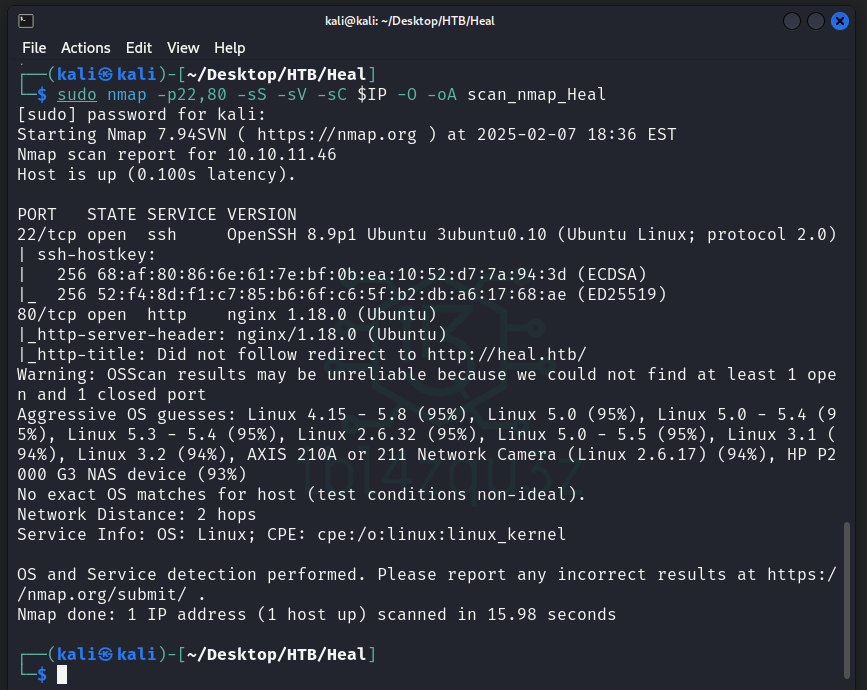 kali@kali: ~/Desktop/HTB/Heal
File Actions Edit View Help
┌──(kali㉿kali)-[~/Desktop/HTB/Heal]
└─$ sudo nmap -p22,80 -sS -sV -sC $IP -O -oA scan_nmap_Heal
[sudo] password for kali:
Starting Nmap 7.94SVN ( https://nmap.org ) at 2025-02-07 18:36 EST
Nmap scan report for 10.10.11.46
Host is up (0.100s latency).
PORT   STATE SERVICE VERSION
22/tcp open  ssh     OpenSSH 8.9p1 Ubuntu 3ubuntu0.10 (Ubuntu Linux; protocol 2.0)
| ssh-hostkey:
|   256 68:af:80:86:6e:61:7e:bf:0b:ea:10:52:d7:7a:94:3d (ECDSA)
|_  256 52:f4:8d:f1:c7:85:b6:6f:c6:5f:b2:db:a6:17:68:ae (ED25519)
80/tcp open  http    nginx 1.18.0 (Ubuntu)
|_http-server-header: nginx/1.18.0 (Ubuntu)
|_http-title: Did not follow redirect to http://heal.htb/
Warning: OSScan results may be unreliable because we could not find at least 1 ope
n and 1 closed port
Aggressive OS guesses: Linux 4.15 - 5.8 (95%), Linux 5.0 (95%), Linux 5.0 - 5.4 (9
5%), Linux 5.3 - 5.4 (95%), Linux 2.6.32 (95%), Linux 5.0 - 5.5 (95%), Linux 3.1 (
94%), Linux 3.2 (94%), AXIS 210A or 211 Network Camera (Linux 2.6.17) (94%), HP P2
000 G3 NAS device (93%)
No exact OS matches for host (test conditions non-ideal).
Network Distance: 2 hops
Service Info: OS: Linux; CPE: cpe:/o:linux:linux_kernel
OS and Service detection performed. Please report any incorrect results at https:/
/nmap.org/submit/ .
Nmap done: 1 IP address (1 host up) scanned in 15.98 seconds
┌──(kali㉿kali)-[~/Desktop/HTB/Heal]
└─$